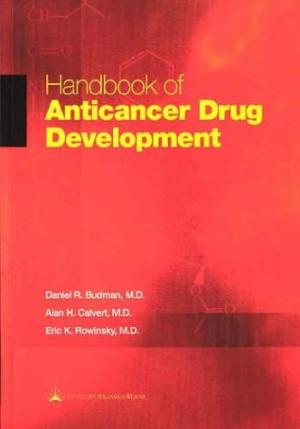 Handbook of
Anticancer Drug
Development
Daniel R. Budman, M.D.
Alan H. Calvert, M.D.
Eric K. Rowinsky, M.D.